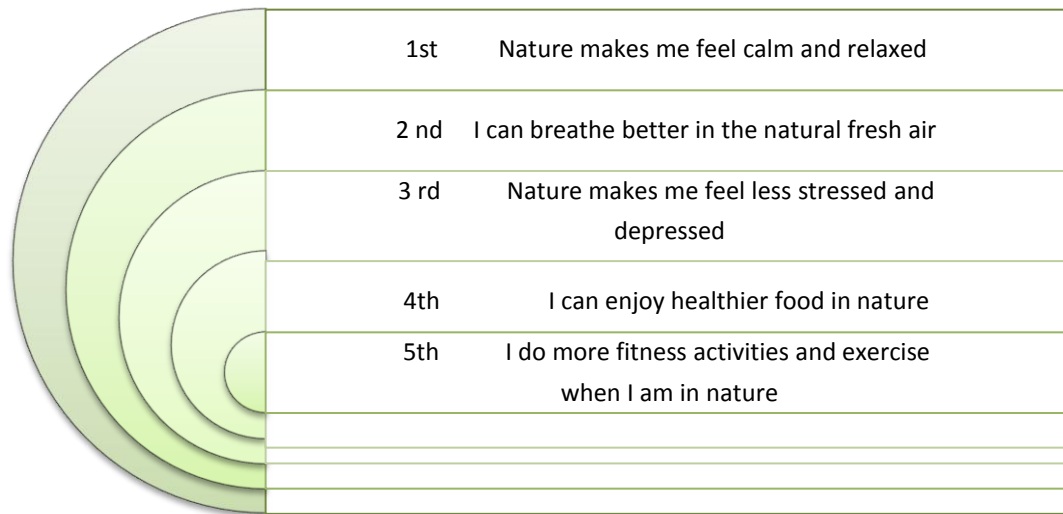 1st Nature makes me feel calm and relaxed
2 nd I can breathe better in the natural fresh air
3 rd Nature makes me feel less stressed and
depressed
4th I can enjoy healthier food in nature
5th I do more fitness activities and exercise
when I am in nature